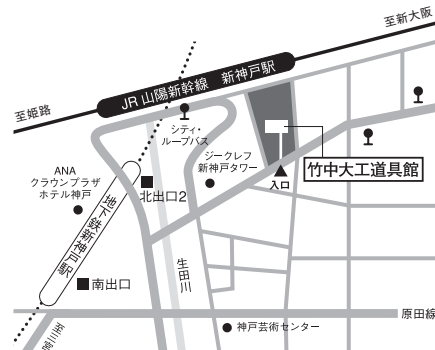 至新大阪
JR 山陽新幹線 新神戸駅
至姫路
シティ・
ループバス
ジークレフ
新神戸タワー
竹中大工道具館
入口
ANA
クラウンプラザ
ホテル神戸
北出口2
地下鉄新神戸駅
生田川
南出口
原田線
至三宮
神戸芸術センター